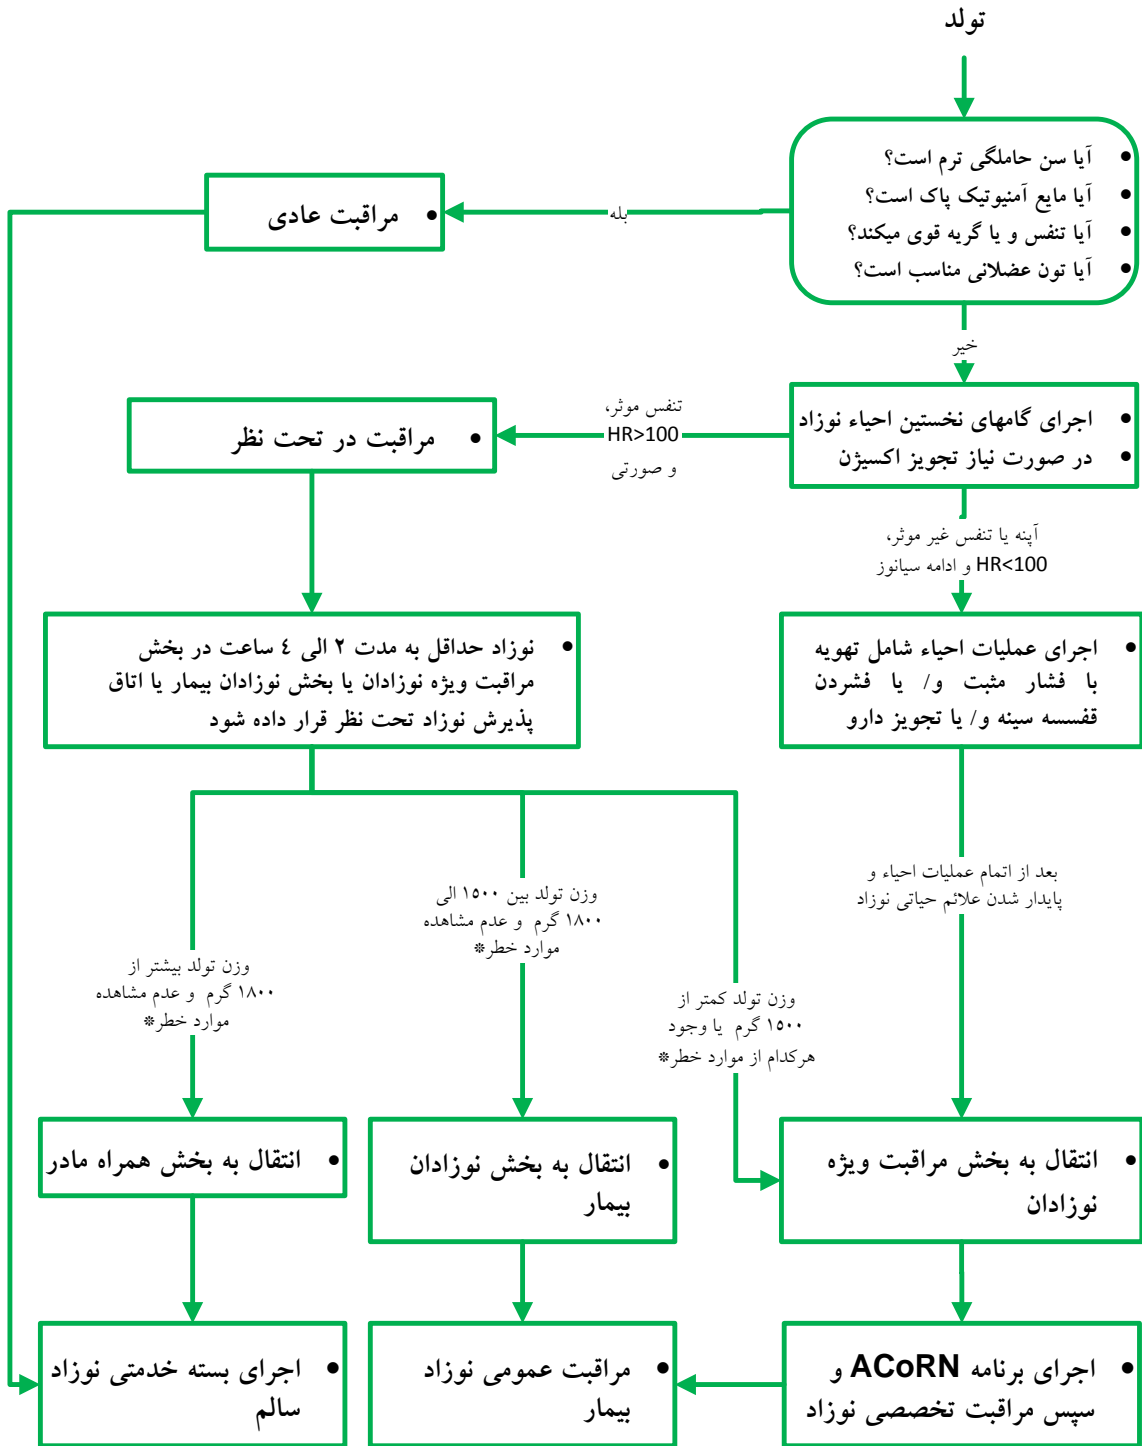 تولد
• آیا سن حاملگی ترم است؟
• آیا مایع آمنیوتیک پاک است؟
• آیا تنفس و یا گریه قوی میکند؟
• آیا تون عضلانی مناسب است؟
بله
• مراقبت عادی
خیر
• اجرای گامهای نخستین احیاء نوزاد
• در صورت نیاز تجویز اکسیژن
تنفس موثر،
HR>100
و صورتی
• مراقبت در تحت نظر
آپنه یا تنفس غیر موثر،
HR<100 و ادامه سیانوز
• اجرای عملیات احیاء شامل تهویه
با فشار مثبت و/ یا فشردن
قفسسه سینه و/ یا تجویز دارو
• نوزاد حداقل به مدت ۲ الی ٤ ساعت در بخش
مراقبت ویژه نوزادان یا بخش نوزادان بیمار یا اتاق
پذیرش نوزاد تحت نظر قرار داده شود
بعد از اتمام عملیات احیاء و
پایدار شدن علائم حیاتی نوزاد
وزن تولد بین ۱٥۰۰ الی
۱۸۰۰ گرم و عدم مشاهده
موارد خطر*
وزن تولد بیشتر از
۱۸۰۰ گرم و عدم مشاهده
موارد خطر*
وزن تولد کمتر از
۱٥۰۰ گرم یا وجود
هرکدام از موارد خطر*
• انتقال به بخش مراقبت ویژه
نوزادان
• انتقال به بخش نوزادان
بیمار
• انتقال به بخش همراه مادر
• اجرای برنامه ACoRN و
سپس مراقبت تخصصی نوزاد
• مراقبت عمومی نوزاد
بیمار
• اجرای بسته خدمتی نوزاد
سالم